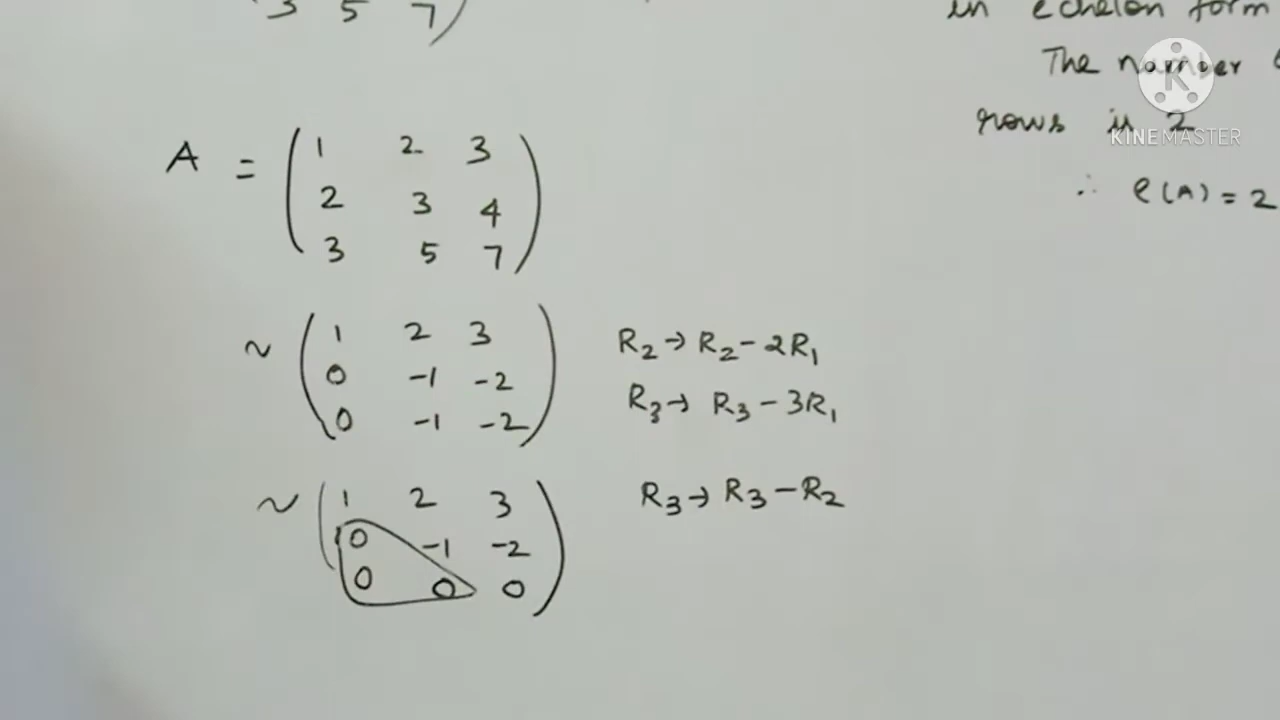 3 5 7
in echelon form
The number
rows is 2
∴ ρ(A) = 2
A = ( 1 2 3
2 3 4
3 5 7 )
~ ( 1 2 3
0 -1 -2
0 -1 -2 )
R2 → R2 - 2R1
R3 → R3 - 3R1
~ ( 1 2 3
0 -1 -2
0 0 0 )
R3 → R3 - R2
KINEMASTER